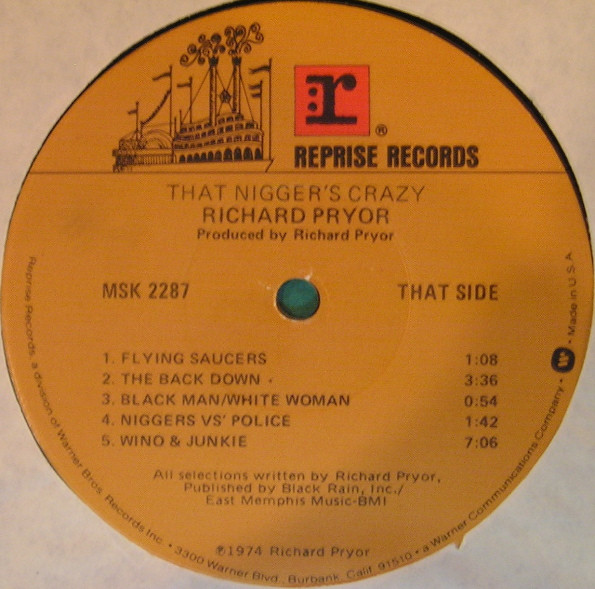 r
®
REPRISE RECORDS
THAT NIGGER'S CRAZY
RICHARD PRYOR
Produced by Richard Pryor
MSK 2287
THAT SIDE
1. FLYING SAUCERS 1:08
2. THE BACK DOWN 3:36
3. BLACK MAN/WHITE WOMAN 0:54
4. NIGGERS VS' POLICE 1:42
5. WINO & JUNKIE 7:06
All selections written by Richard Pryor,
Published by Black Rain, Inc./
East Memphis Music-BMI
℗1974 Richard Pryor
Reprise Records, a division of Warner Bros. Records Inc. • 3300 Warner Blvd., Burbank, Calif. 91510 • a Warner Communications Company • W • Made in U.S.A.